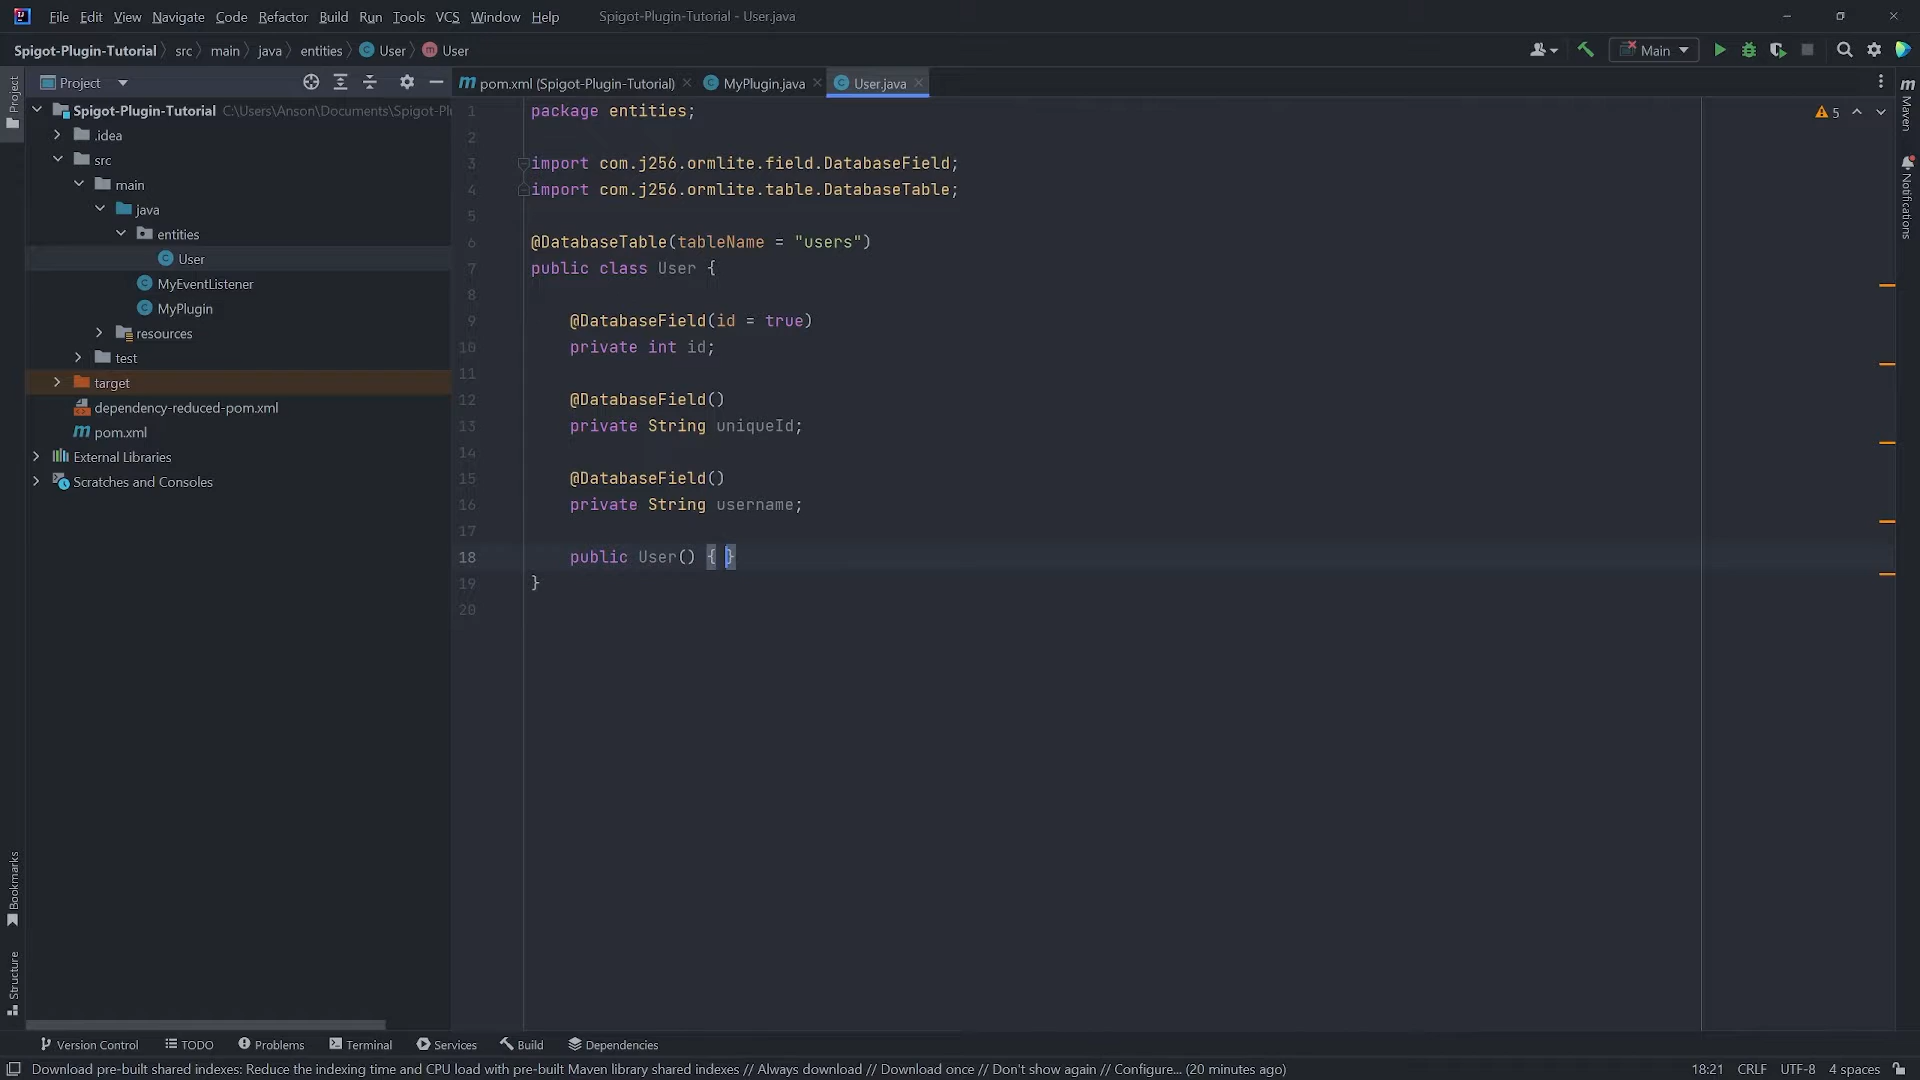 File Edit View Navigate Code Refactor Build Run Tools VCS Window Help Spigot-Plugin-Tutorial - User.java
Spigot-Plugin-Tutorial src main java entities User User
Main
Project
pom.xml (Spigot-Plugin-Tutorial) MyPlugin.java User.java
Project
Spigot-Plugin-Tutorial C:\Users\Anson\Documents\Spigot-Pl
.idea
src
main
java
entities
User
MyEventListener
MyPlugin
resources
test
target
dependency-reduced-pom.xml
pom.xml
External Libraries
Scratches and Consoles
1 package entities;
2
3 import com.j256.ormlite.field.DatabaseField;
4 import com.j256.ormlite.table.DatabaseTable;
5
6 @DatabaseTable(tableName = "users")
7 public class User {
8
9 @DatabaseField(id = true)
10 private int id;
11
12 @DatabaseField()
13 private String uniqueId;
14
15 @DatabaseField()
16 private String username;
17
18 public User() { }
19 }
20
5
Maven
Notifications
Bookmarks
Structure
Version Control TODO Problems Terminal Services Build Dependencies
Download pre-built shared indexes: Reduce the indexing time and CPU load with pre-built Maven library shared indexes // Always download // Download once // Don't show again // Configure... (20 minutes ago) 18:21 CRLF UTF-8 4 spaces